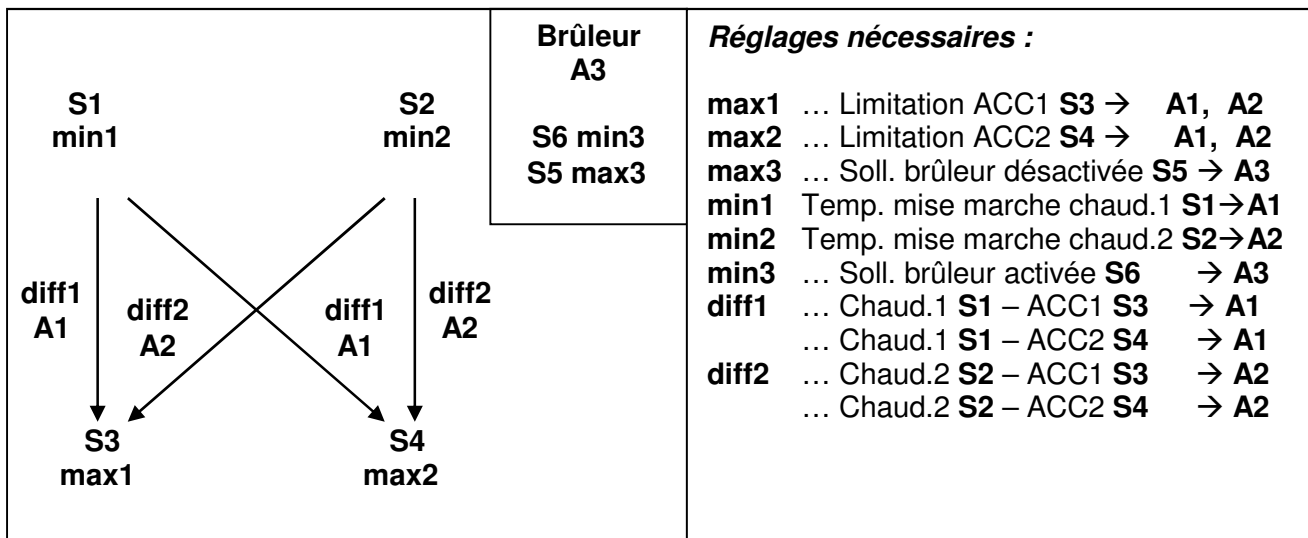 Brûleur
A3
S6 min3
S5 max3
S1
min1
S2
min2
diff1
A1
diff2
A2
diff1
A1
diff2
A2
S3
max1
S4
max2
Réglages nécessaires :
max1 … Limitation ACC1 S3 → A1, A2
max2 … Limitation ACC2 S4 → A1, A2
max3 … Soll. brûleur désactivée S5 → A3
min1 Temp. mise marche chaud.1 S1→A1
min2 Temp. mise marche chaud.2 S2→A2
min3 … Soll. brûleur activée S6 → A3
diff1 … Chaud.1 S1 – ACC1 S3 → A1
… Chaud.1 S1 – ACC2 S4 → A1
diff2 … Chaud.2 S2 – ACC1 S3 → A2
… Chaud.2 S2 – ACC2 S4 → A2